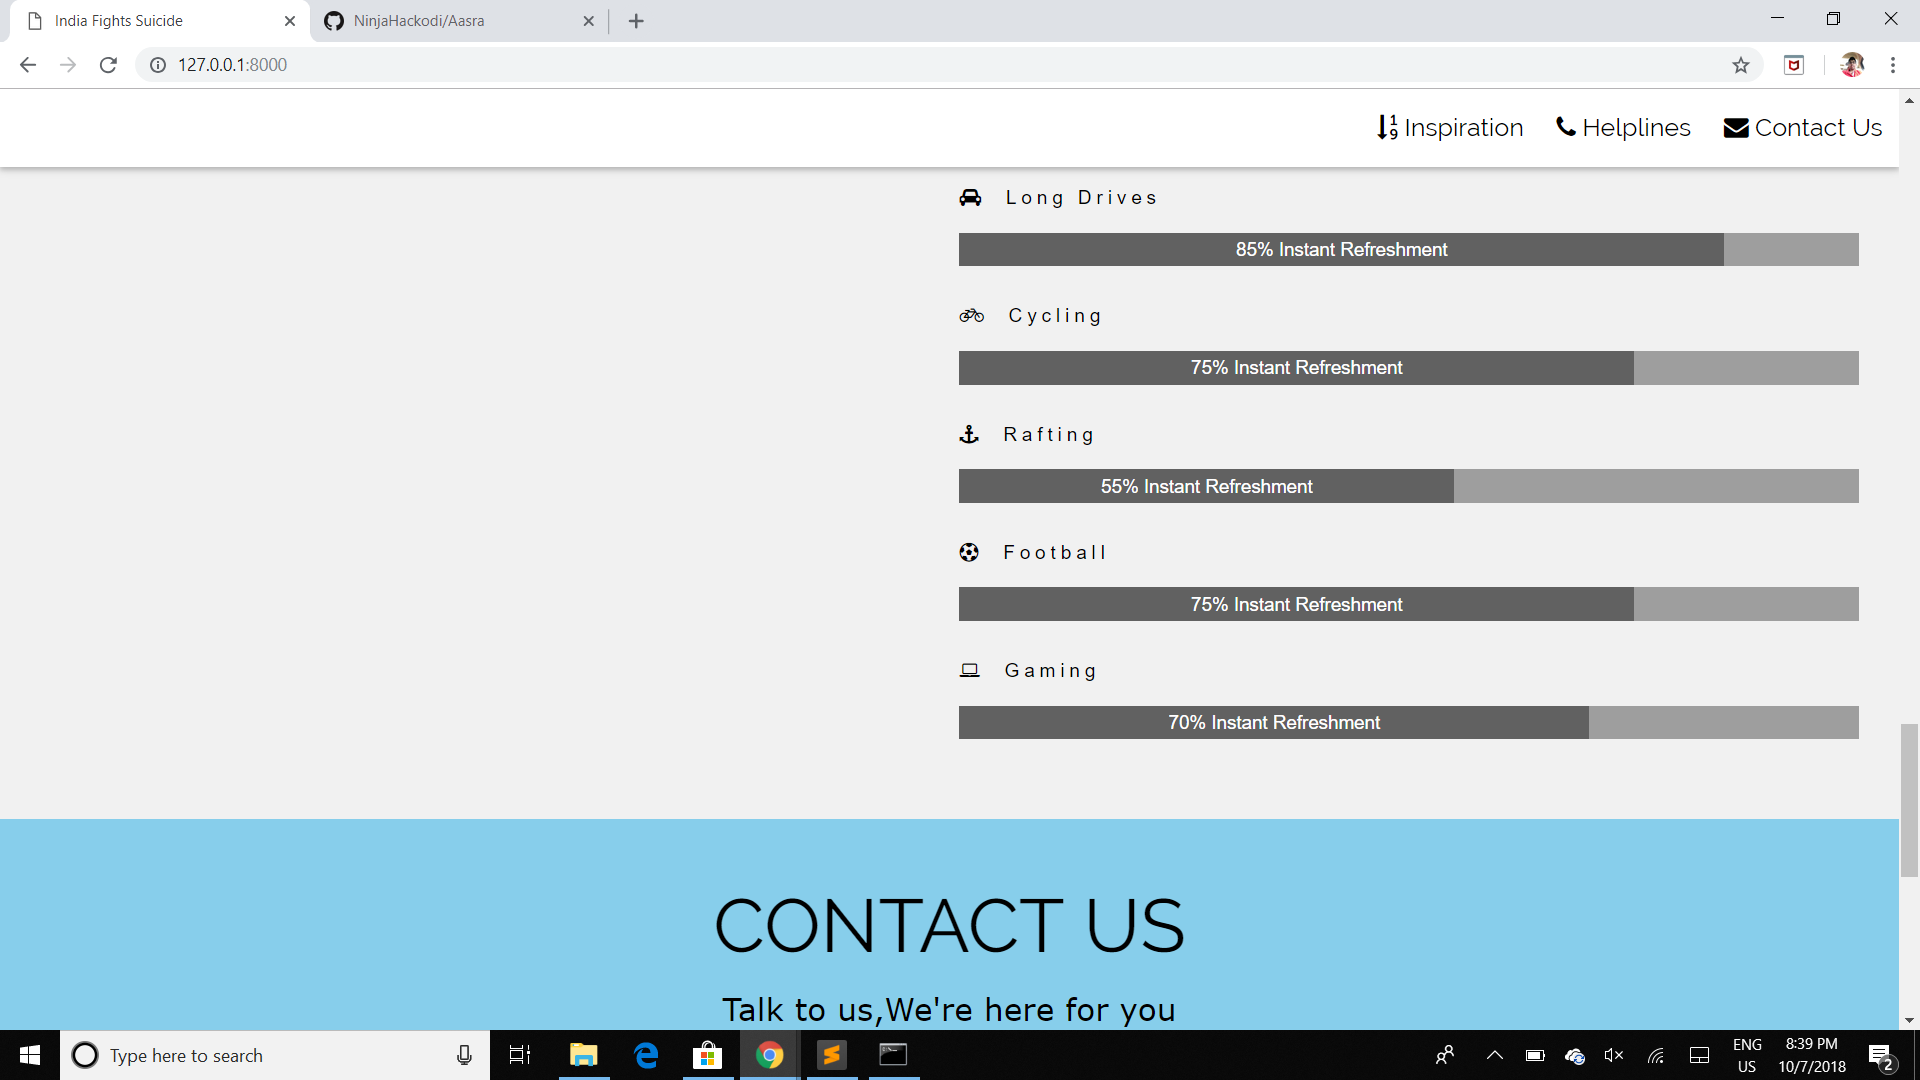 India Fights Suicide
NinjaHackodi/Aasra
127.0.0.1:8000
Inspiration Helplines Contact Us
Long Drives
85% Instant Refreshment
Cycling
75% Instant Refreshment
Rafting
55% Instant Refreshment
Football
75% Instant Refreshment
Gaming
70% Instant Refreshment
CONTACT US
Talk to us,We're here for you
Type here to search
ENG
US
8:39 PM
10/7/2018
2